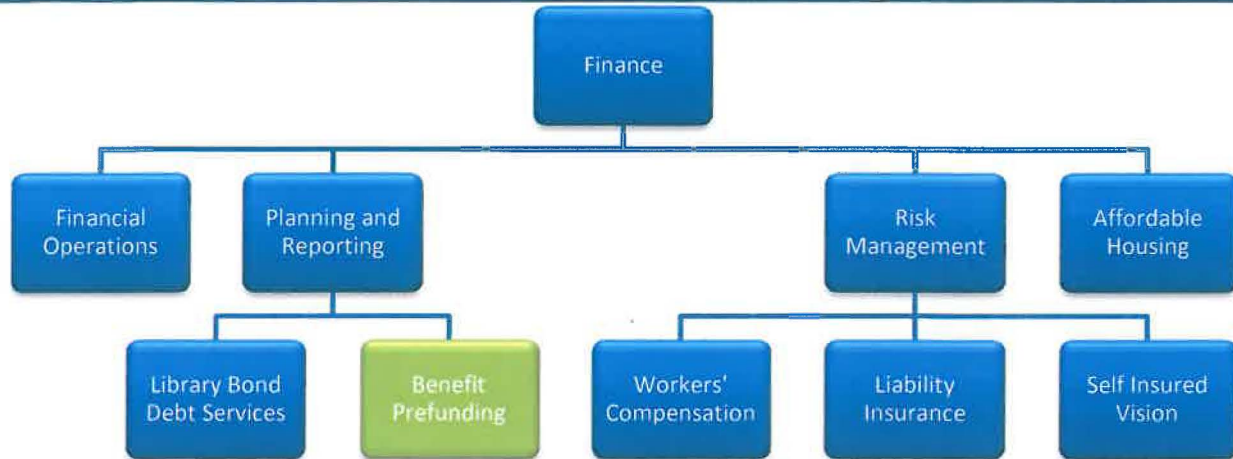 Finance
Financial
Operations
Planning and
Reporting
Risk
Management
Affordable
Housing
Library Bond
Debt Services
Benefit
Prefunding
Workers'
Compensation
Liability
Insurance
Self Insured
Vision